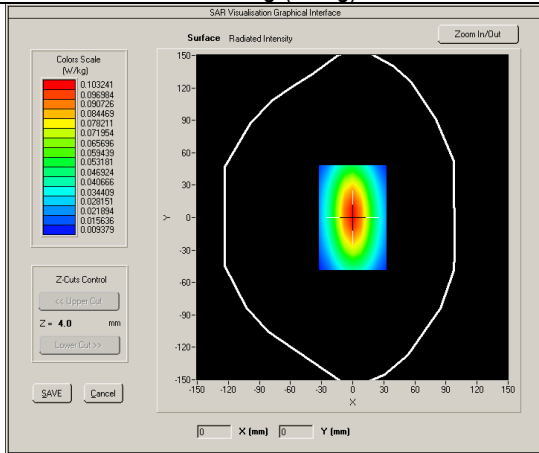 SAR Visualisation Graphical Interface
Surface Radiated Intensity
Zoom In/Out
Colors Scale
(W/kg)
0.103241
0.096984
0.090726
0.084469
0.078211
0.071954
0.065696
0.059439
0.053181
0.046924
0.040666
0.034409
0.028151
0.021894
0.015636
0.009379
150
120
90
60
30
0
-30
-60
-90
-120
-150
Y
-150 -120 -90 -60 -30 0 30 60 90 120 150
X
Z-Cuts Control
<< Upper Cut
Z = 4.0 mm
Lower Cut >>
SAVE Cancel
0 X (mm) 0 Y (mm)